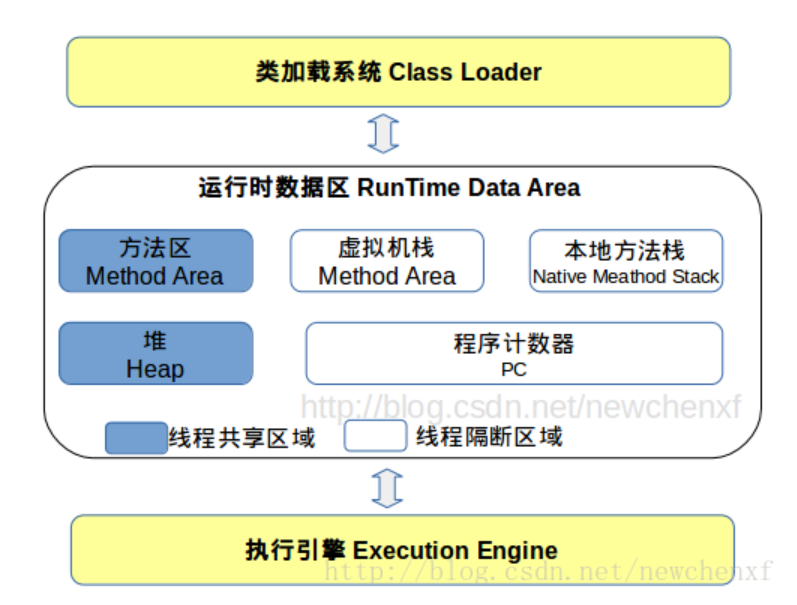 类加载系统 Class Loader
运行时数据区 RunTime Data Area
方法区
Method Area
虚拟机栈
Method Area
本地方法栈
Native Meathod Stack
堆
Heap
程序计数器
PC
http://blog.csdn.net/newchenxf
线程共享区域
线程隔断区域
执行引擎 Execution Engine
http://blog.csdn.net/newchenxf